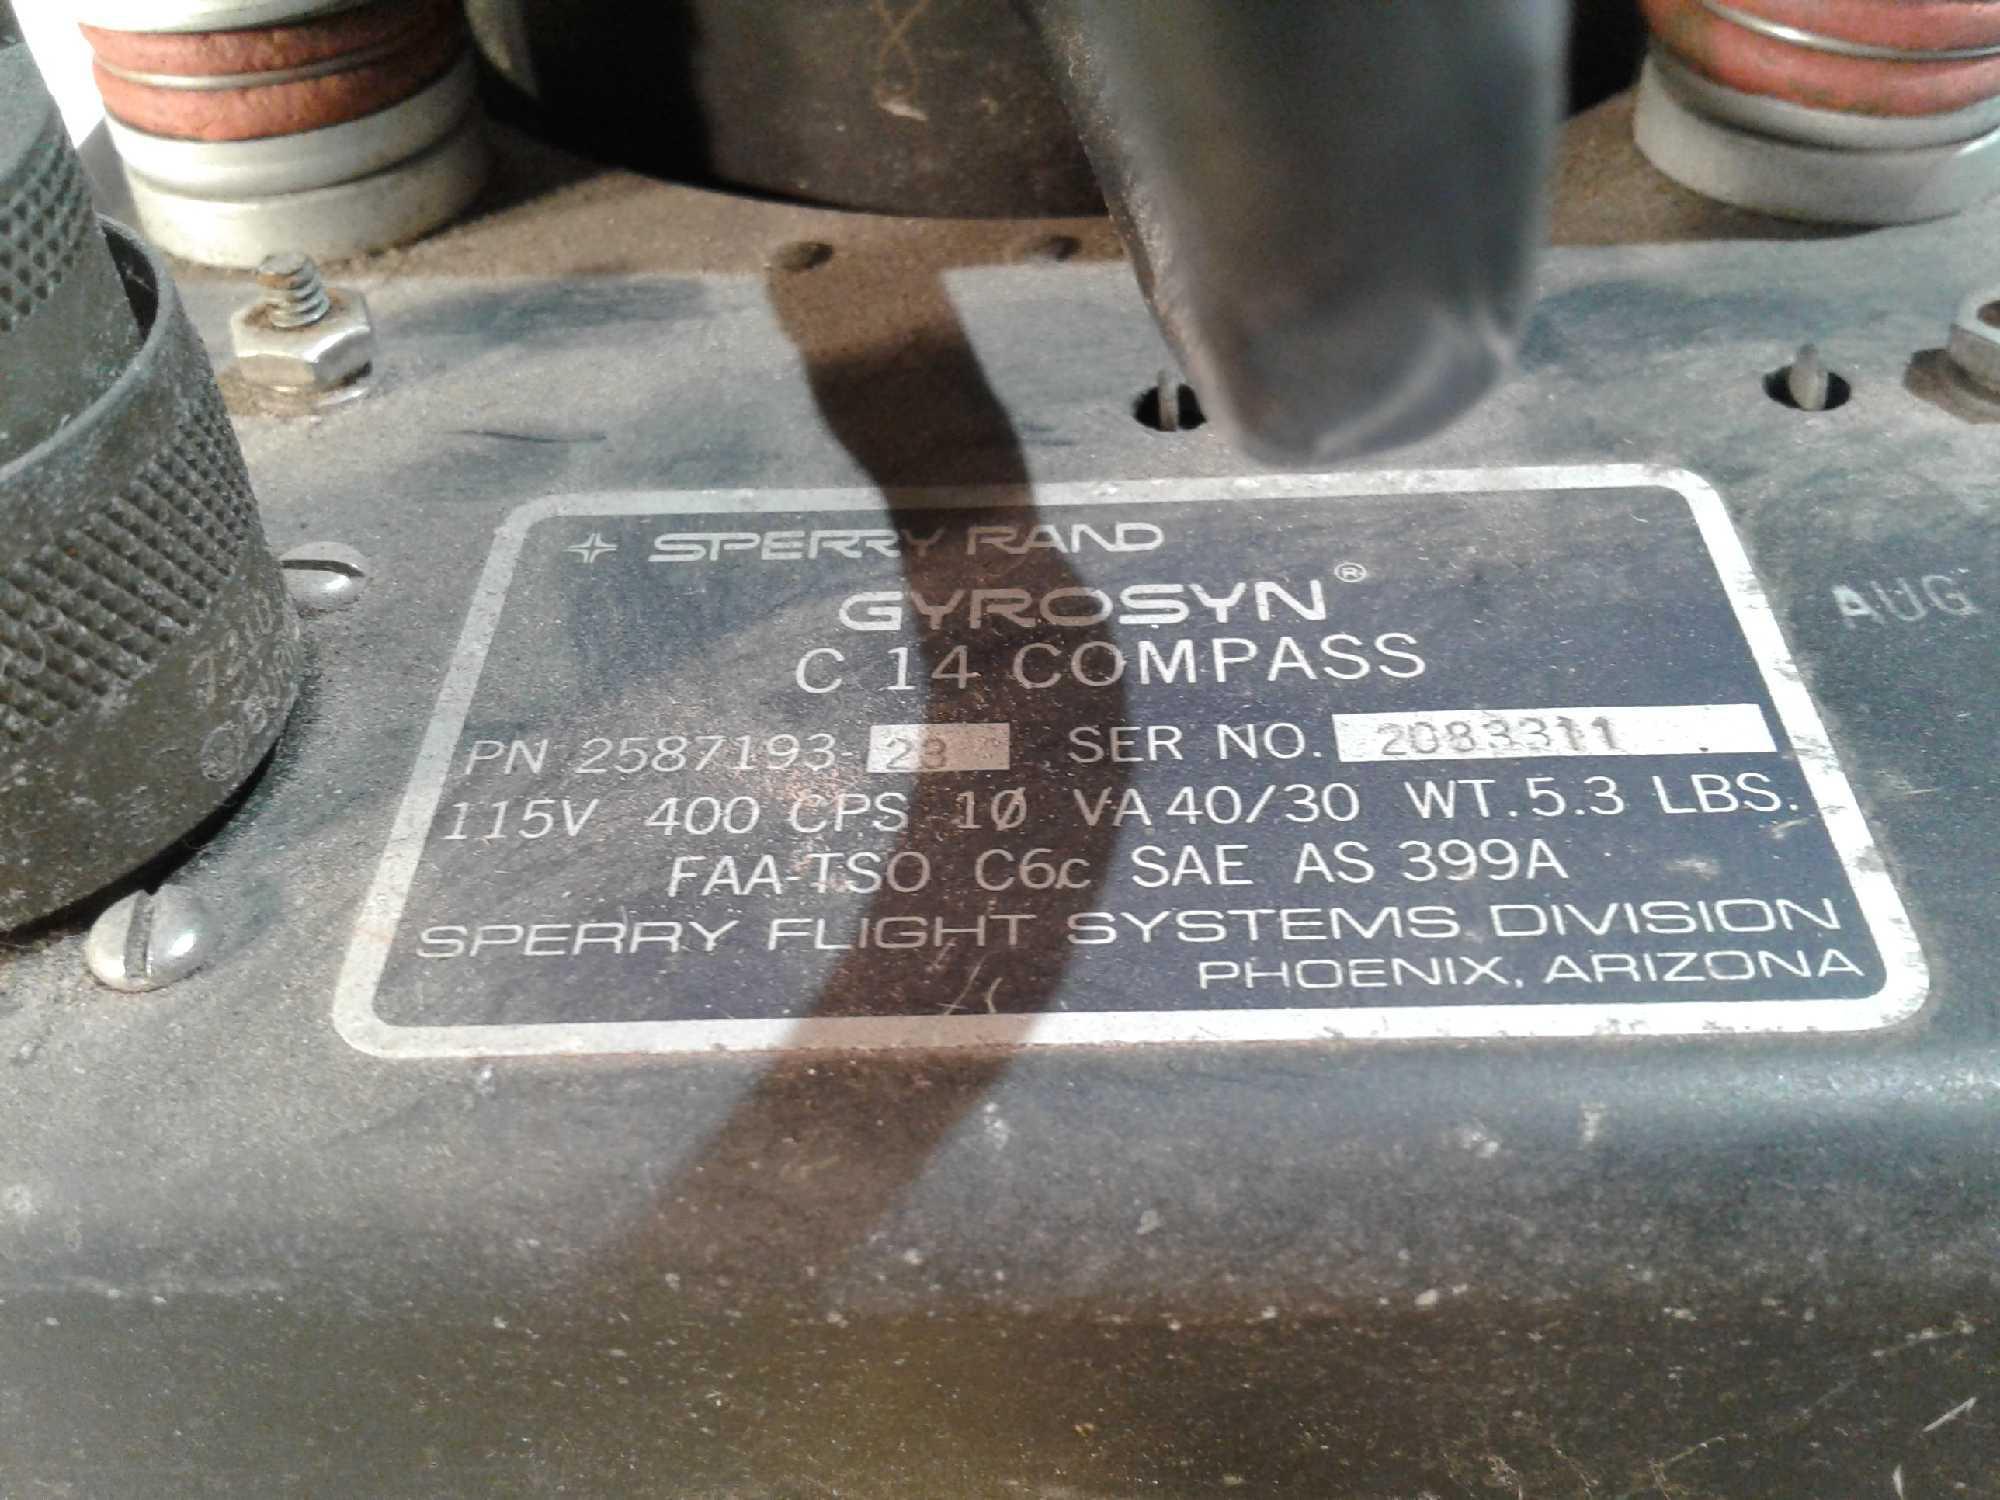 SPERRY RAND
GYROSYN®
C 14 COMPASS
PN 2587193-23 SER NO. 2083311
115V 400 CPS 1Ø VA 40/30 WT. 5.3 LBS.
FAA-TSO C6c SAE AS 399A
SPERRY FLIGHT SYSTEMS DIVISION
PHOENIX, ARIZONA
AUG